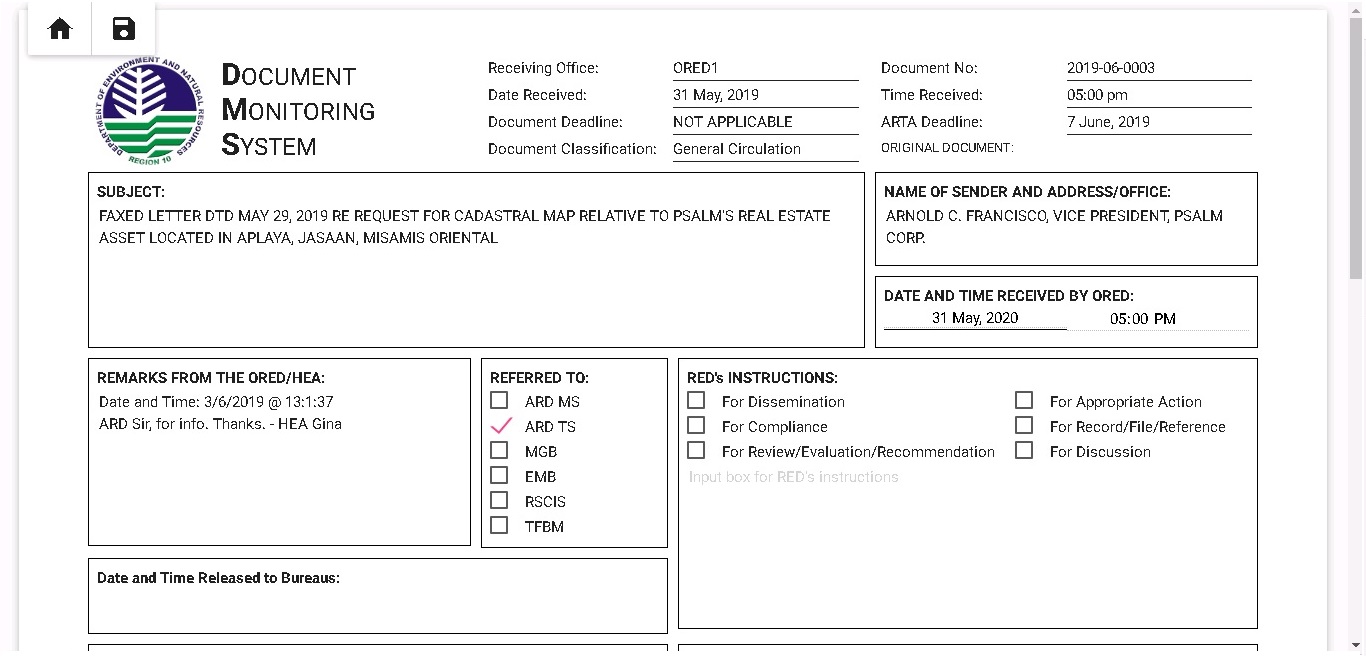 DEPARTMENT OF ENVIRONMENT AND NATURAL RESOURCES
REGION 10
DOCUMENT
MONITORING
SYSTEM
Receiving Office: ORED1
Date Received: 31 May, 2019
Document Deadline: NOT APPLICABLE
Document Classification: General Circulation
Document No: 2019-06-0003
Time Received: 05:00 pm
ARTA Deadline: 7 June, 2019
ORIGINAL DOCUMENT:
SUBJECT:
FAXED LETTER DTD MAY 29, 2019 RE REQUEST FOR CADASTRAL MAP RELATIVE TO PSALM'S REAL ESTATE
ASSET LOCATED IN APLAYA, JASAAN, MISAMIS ORIENTAL
NAME OF SENDER AND ADDRESS/OFFICE:
ARNOLD C. FRANCISCO, VICE PRESIDENT, PSALM
CORP.
DATE AND TIME RECEIVED BY ORED:
31 May, 2020 05:00 PM
REMARKS FROM THE ORED/HEA:
Date and Time: 3/6/2019 @ 13:1:37
ARD Sir, for info. Thanks. - HEA Gina
REFERRED TO:
ARD MS
ARD TS
MGB
EMB
RSCIS
TFBM
RED's INSTRUCTIONS:
For Dissemination
For Compliance
For Review/Evaluation/Recommendation
For Appropriate Action
For Record/File/Reference
For Discussion
Input box for RED's instructions
Date and Time Released to Bureaus: